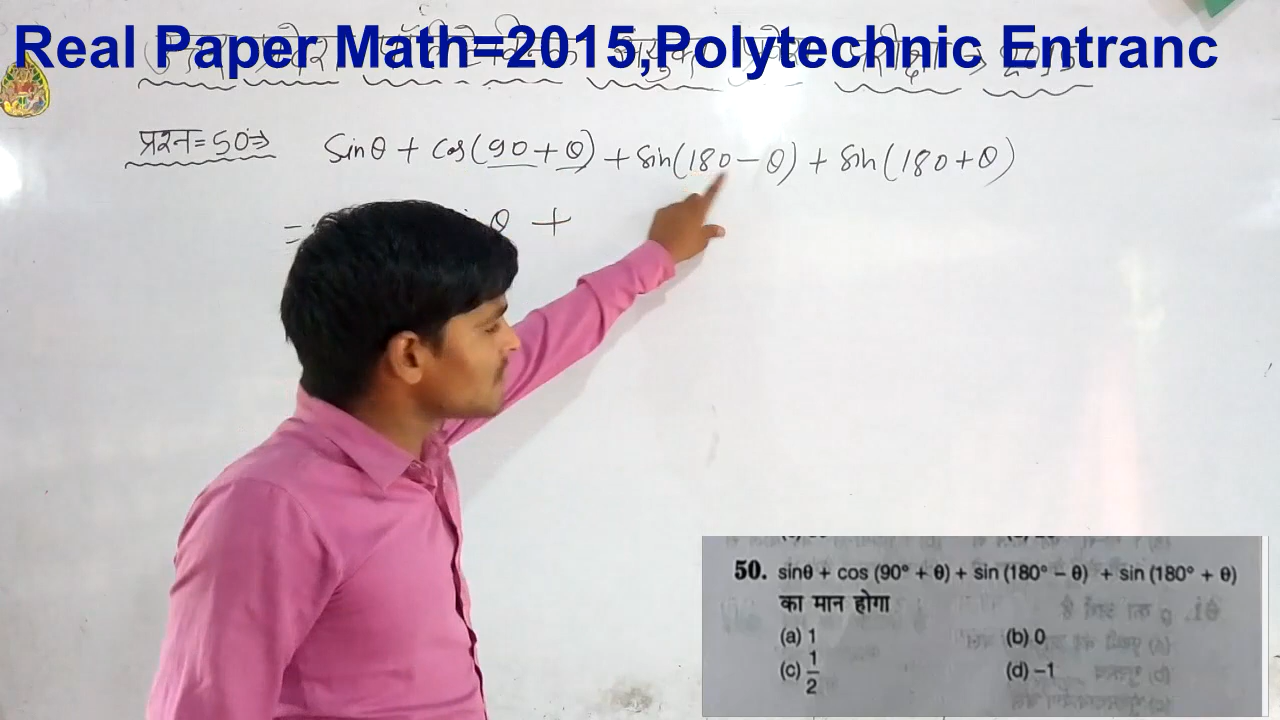 Real Paper Math=2015,Polytechnic Entranc
प्रश्न=50⇒ Sinθ + cos(90+θ) + Sin(180-θ) + Sin(180+θ)
= θ +
50. sinθ + cos (90° + θ) + sin (180° − θ) + sin (180° + θ)
का मान होगा
(a) 1 (b) 0
(c) 1/2 (d) −1